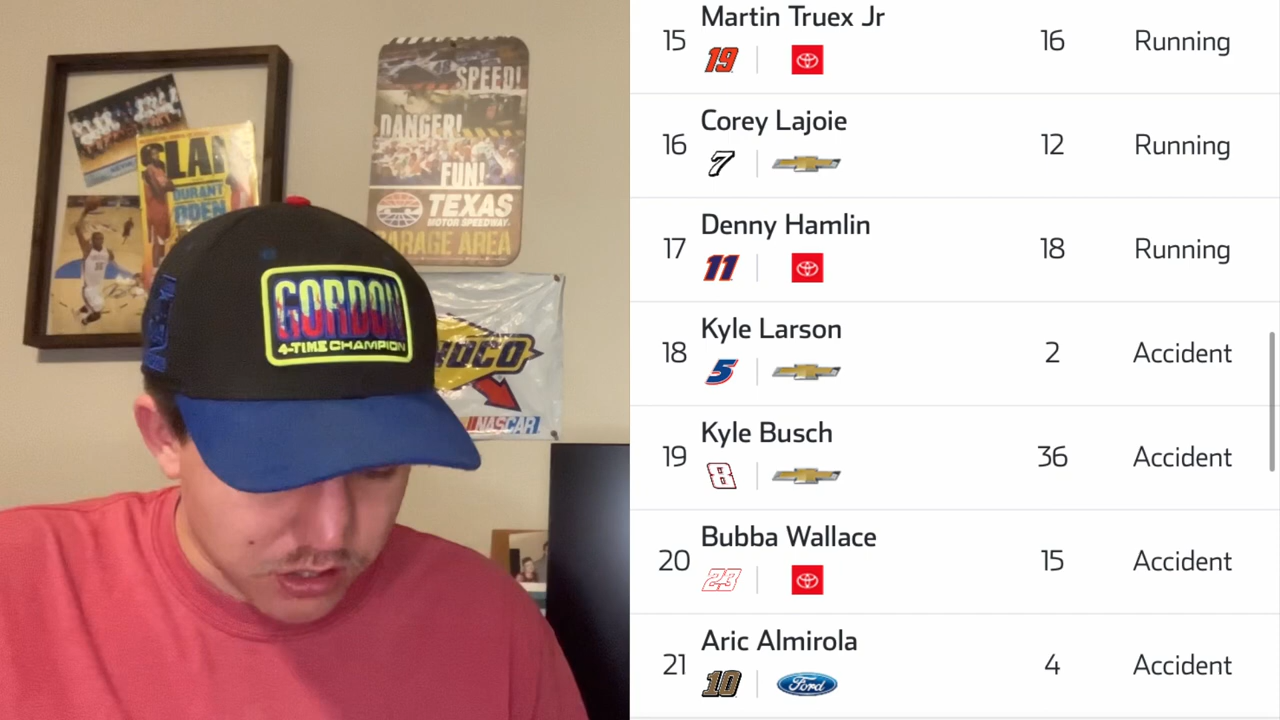 SLAM
DURANT
SPEED!
DANGER!
FUN!
TEXAS
MOTOR SPEEDWAY
GARAGE AREA
GORDON
4-TIME CHAMPION
NASCAR
15 Martin Truex Jr 16 Running
19
16 Corey Lajoie 12 Running
7
17 Denny Hamlin 18 Running
11
18 Kyle Larson 2 Accident
5
19 Kyle Busch 36 Accident
8
20 Bubba Wallace 15 Accident
23
21 Aric Almirola 4 Accident
10 Ford